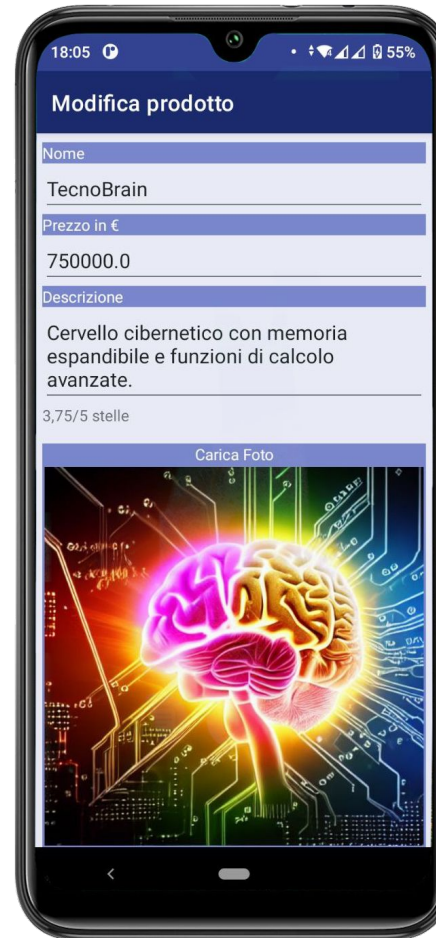 18:05
55%
Modifica prodotto
Nome
TecnoBrain
Prezzo in €
750000.0
Descrizione
Cervello cibernetico con memoria
espandibile e funzioni di calcolo
avanzate.
3,75/5 stelle
Carica Foto